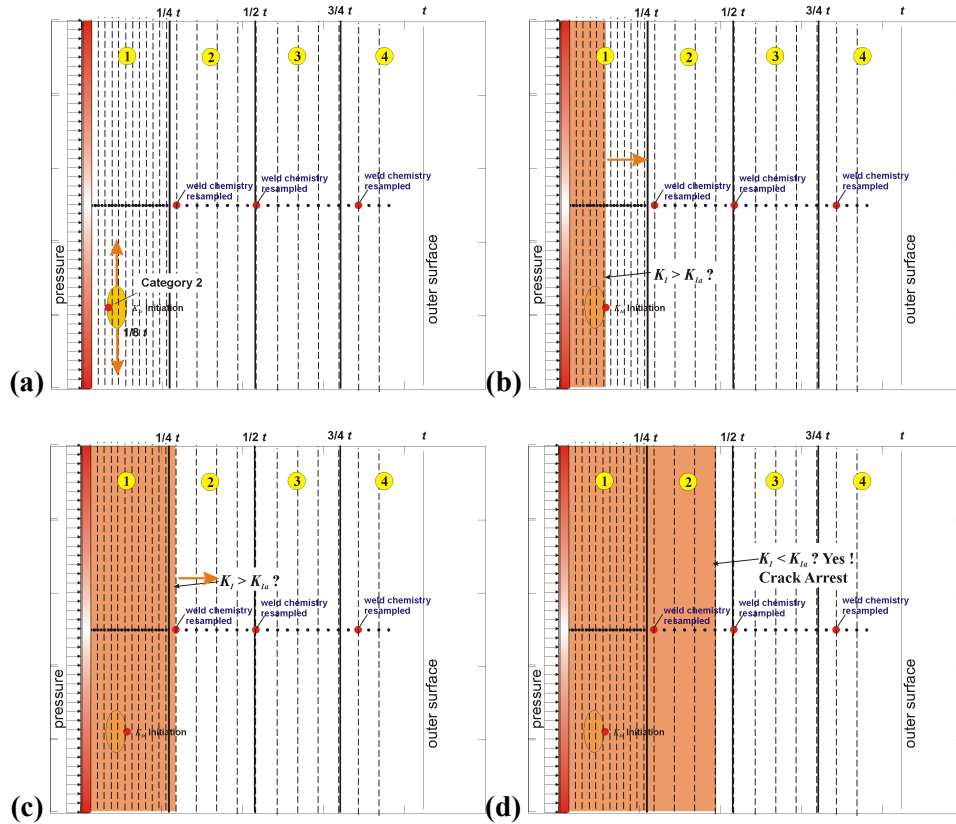 1/4 t 1/2 t 3/4 t t
1 2 3 4
weld chemistry
resampled
weld chemistry
resampled
weld chemistry
resampled
pressure
Category 2
Initiation
1/8 t
outer surface
(a)
1/4 t 1/2 t 3/4 t t
1 2 3 4
weld chemistry
resampled
weld chemistry
resampled
weld chemistry
resampled
K_I > K_Ia ?
pressure
Initiation
outer surface
(b)
1/4 t 1/2 t 3/4 t t
1 2 3 4
K_I > K_Ia ?
weld chemistry
resampled
weld chemistry
resampled
weld chemistry
resampled
pressure
Initiation
outer surface
(c)
1/4 t 1/2 t 3/4 t t
1 2 3 4
K_I < K_Ia ? Yes !
Crack Arrest
weld chemistry
resampled
weld chemistry
resampled
weld chemistry
resampled
pressure
Initiation
outer surface
(d)